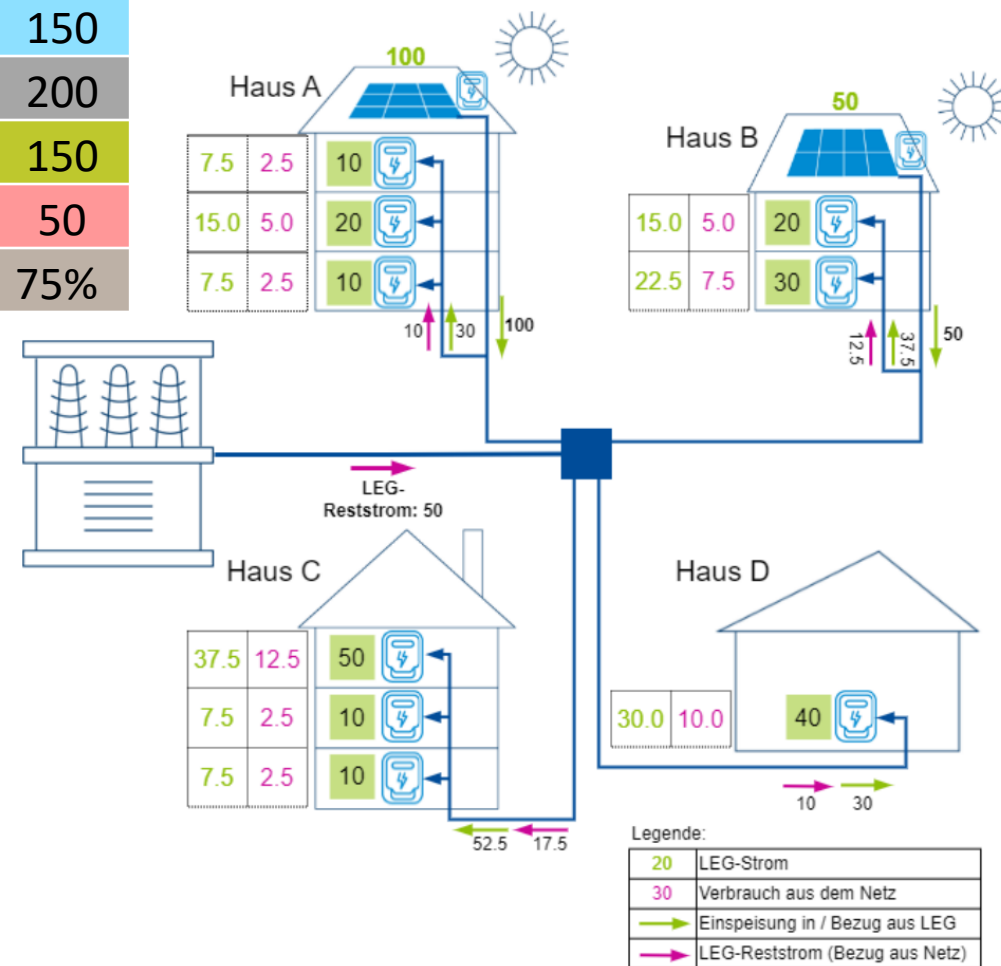 150
200
150
50
75%
Haus A
100
7.5 2.5 10
15.0 5.0 20
7.5 2.5 10
10 30 100
Haus B
50
15.0 5.0 20
22.5 7.5 30
12.5 37.5 50
LEG-
Reststrom: 50
Haus C
37.5 12.5 50
7.5 2.5 10
7.5 2.5 10
52.5 17.5
Haus D
30.0 10.0 40
10 30
Legende:
20 LEG-Strom
30 Verbrauch aus dem Netz
Einspeisung in / Bezug aus LEG
LEG-Reststrom (Bezug aus Netz)